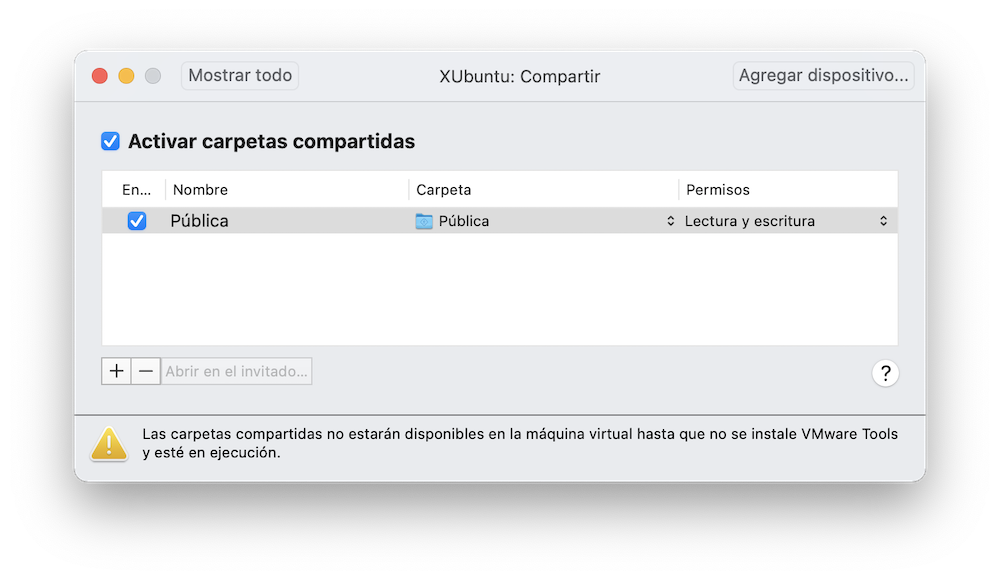 Mostrar todo XUbuntu: Compartir Agregar dispositivo...
Activar carpetas compartidas
En... Nombre Carpeta Permisos
Pública Pública Lectura y escritura
+ − Abrir en el invitado... ?
Las carpetas compartidas no estarán disponibles en la máquina virtual hasta que no se instale VMware Tools
y esté en ejecución.